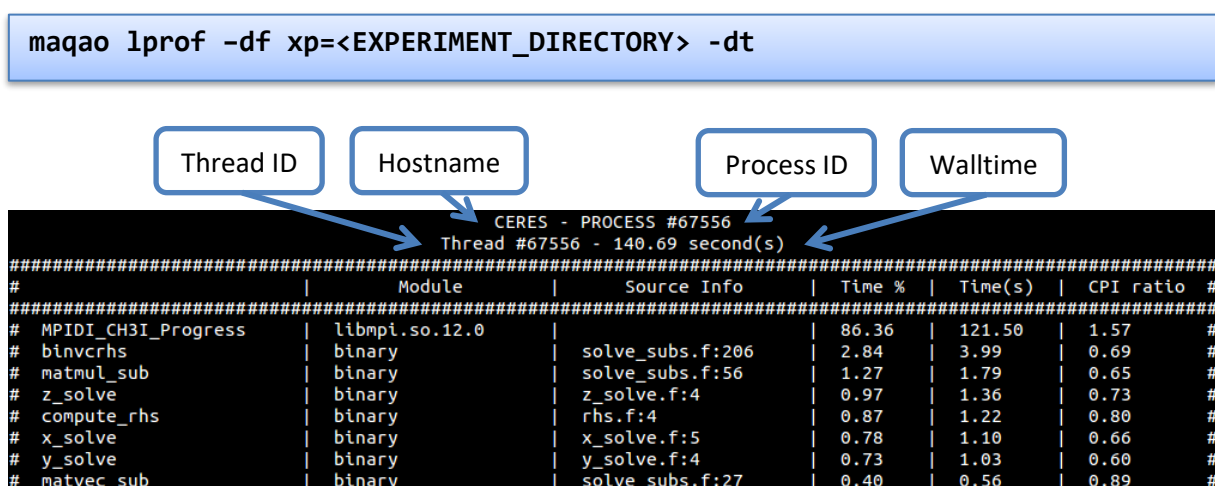 maqao lprof –df xp=<EXPERIMENT_DIRECTORY> -dt
Thread ID Hostname Process ID Walltime
CERES - PROCESS #67556
Thread #67556 - 140.69 second(s)
################################################################################################################
# | Module | Source Info | Time % | Time(s) | CPI ratio #
################################################################################################################
# MPIDI_CH3I_Progress | libmpi.so.12.0 | | 86.36 | 121.50 | 1.57 #
# binvcrhs | binary | solve_subs.f:206 | 2.84 | 3.99 | 0.69 #
# matmul_sub | binary | solve_subs.f:56 | 1.27 | 1.79 | 0.65 #
# z_solve | binary | z_solve.f:4 | 0.97 | 1.36 | 0.73 #
# compute_rhs | binary | rhs.f:4 | 0.87 | 1.22 | 0.80 #
# x_solve | binary | x_solve.f:5 | 0.78 | 1.10 | 0.66 #
# y_solve | binary | y_solve.f:4 | 0.73 | 1.03 | 0.60 #
# matvec_sub | binary | solve_subs.f:27 | 0.40 | 0.56 | 0.89 #